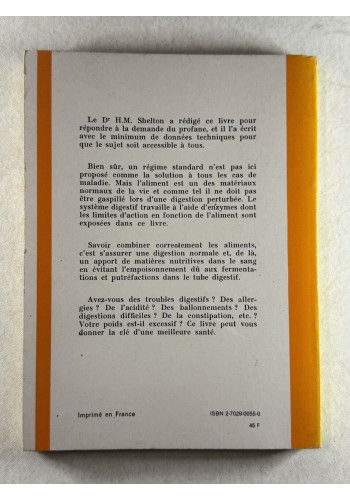 Le Dr H.M. Shelton a rédigé ce livre pour
répondre à la demande du profane, et il l'a écrit
avec le minimum de données techniques pour
que le sujet soit accessible à tous.
Bien sûr, un régime standard n'est pas ici
proposé comme la solution à tous les cas de
maladie. Mais l'aliment est un des matériaux
normaux de la vie et comme tel il ne doit pas
être gaspillé lors d'une digestion perturbée. Le
système digestif travaille à l'aide d'enzymes dont
les limites d'action en fonction de l'aliment sont
exposées dans ce livre.
Savoir combiner correctement les aliments,
c'est s'assurer une digestion normale et, de là,
un apport de matières nutritives dans le sang
en évitant l'empoisonnement dû aux fermenta-
tions et putréfactions dans le tube digestif.
Avez-vous des troubles digestifs ? Des aller-
gies ? De l'acidité ? Des ballonnements ? Des
digestions difficiles ? De la constipation, etc. ?
Votre poids est-il excessif ? Ce livre peut vous
donner la clé d'une meilleure santé.
Imprimé en France
ISBN 2-7029-0055-0
46 F